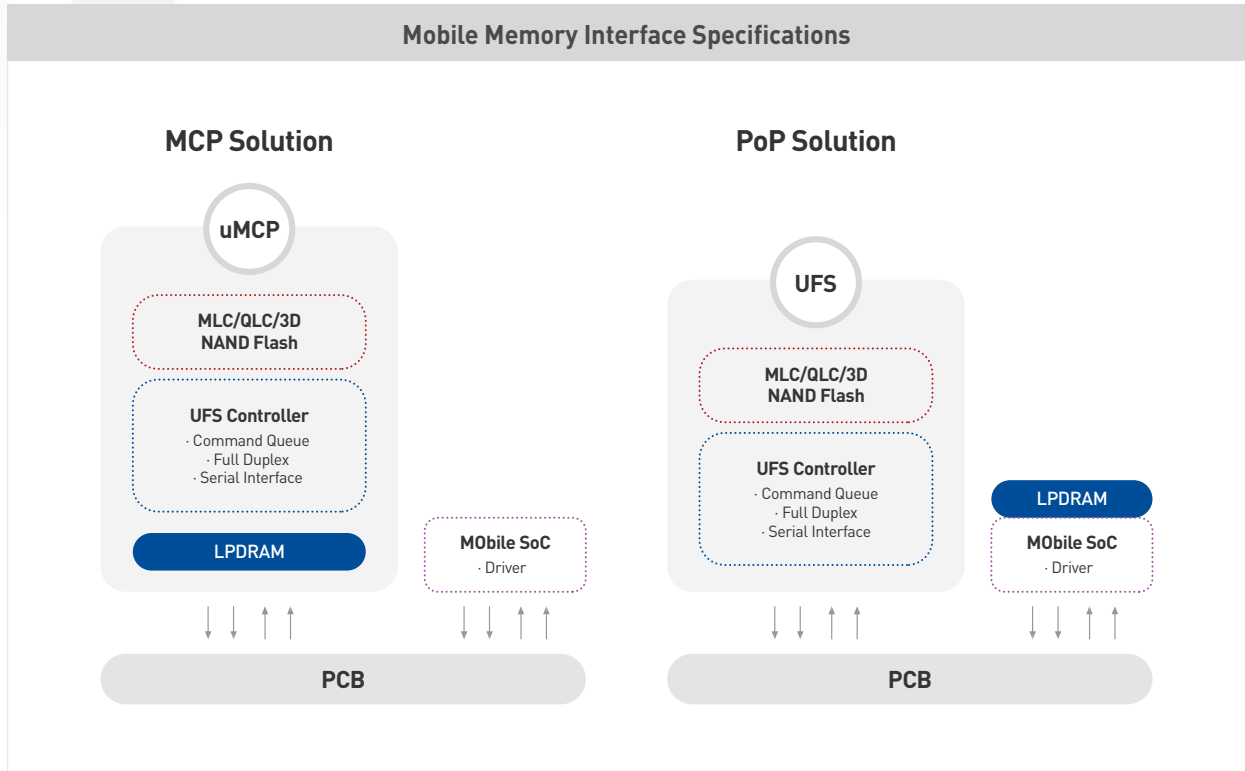 Mobile Memory Interface Specifications
MCP Solution
uMCP
MLC/QLC/3D
NAND Flash
UFS Controller
· Command Queue
· Full Duplex
· Serial Interface
LPDRAM
MObile SoC
· Driver
PCB
PoP Solution
UFS
MLC/QLC/3D
NAND Flash
UFS Controller
· Command Queue
· Full Duplex
· Serial Interface
LPDRAM
MObile SoC
· Driver
PCB